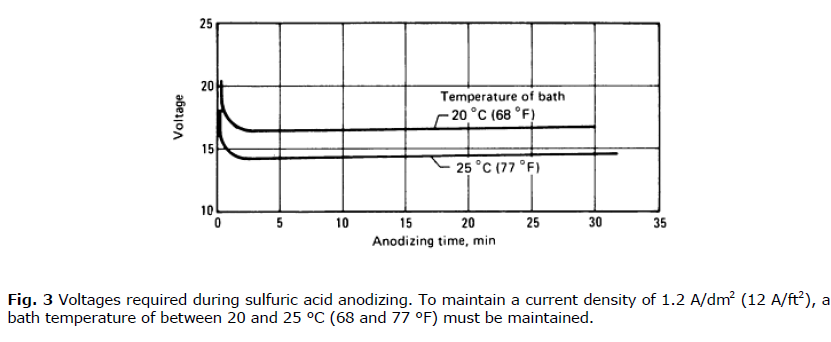 25
20
15
10
Voltage
Temperature of bath
20 °C (68 °F)
25 °C (77 °F)
0 5 10 15 20 25 30 35
Anodizing time, min
Fig. 3 Voltages required during sulfuric acid anodizing. To maintain a current density of 1.2 A/dm² (12 A/ft²), a
bath temperature of between 20 and 25 °C (68 and 77 °F) must be maintained.